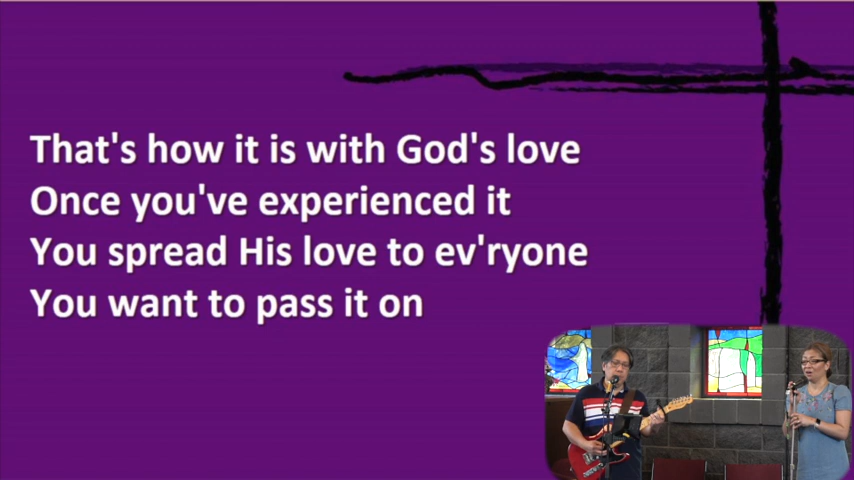 That's how it is with God's love
Once you've experienced it
You spread His love to ev'ryone
You want to pass it on